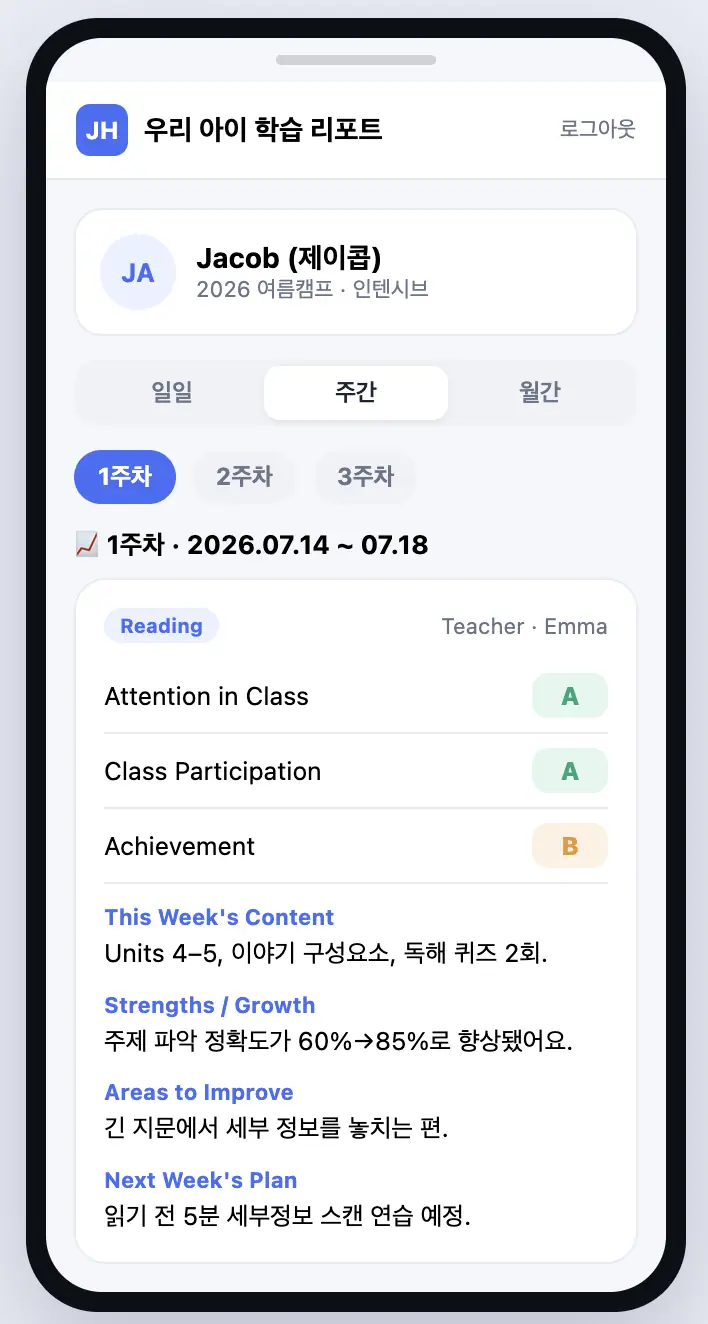 JH 우리 아이 학습 리포트 로그아웃
JA
Jacob (제이콥)
2026 여름캠프 · 인텐시브
일일 주간 월간
1주차 2주차 3주차
📈 1주차 · 2026.07.14 ~ 07.18
Reading Teacher · Emma
Attention in Class A
Class Participation A
Achievement B
This Week's Content
Units 4–5, 이야기 구성요소, 독해 퀴즈 2회.
Strengths / Growth
주제 파악 정확도가 60%→85%로 향상됐어요.
Areas to Improve
긴 지문에서 세부 정보를 놓치는 편.
Next Week's Plan
읽기 전 5분 세부정보 스캔 연습 예정.